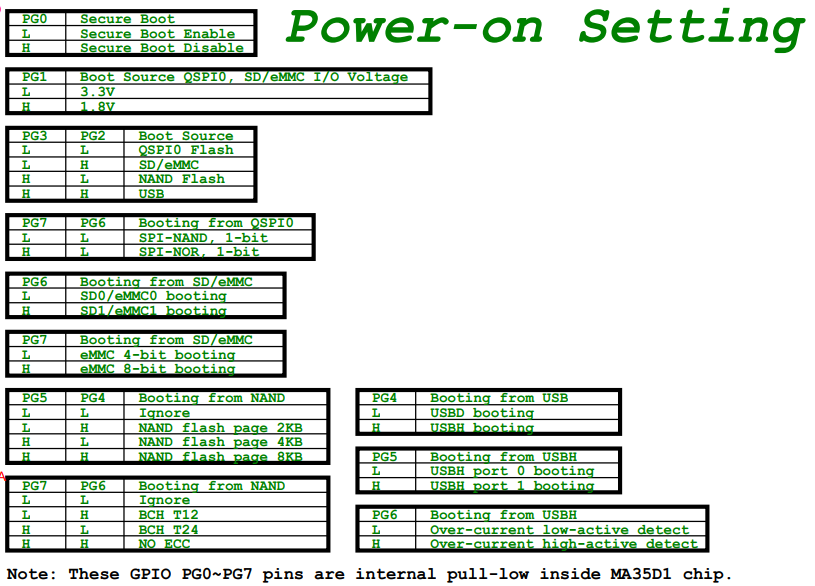 Power-on Setting
PG0 Secure Boot
L Secure Boot Enable
H Secure Boot Disable
PG1 Boot Source QSPI0, SD/eMMC I/O Voltage
L 3.3V
H 1.8V
PG3 PG2 Boot Source
L L QSPI0 Flash
L H SD/eMMC
H L NAND Flash
H H USB
PG7 PG6 Booting from QSPI0
L L SPI-NAND, 1-bit
H L SPI-NOR, 1-bit
PG6 Booting from SD/eMMC
L SD0/eMMC0 booting
H SD1/eMMC1 booting
PG7 Booting from SD/eMMC
L eMMC 4-bit booting
H eMMC 8-bit booting
PG5 PG4 Booting from NAND
L L Ignore
L H NAND flash page 2KB
H L NAND flash page 4KB
H H NAND flash page 8KB
PG7 PG6 Booting from NAND
L L Ignore
L H BCH T12
H L BCH T24
H H NO ECC
PG4 Booting from USB
L USBD booting
H USBH booting
PG5 Booting from USBH
L USBH port 0 booting
H USBH port 1 booting
PG6 Booting from USBH
L Over-current low-active detect
H Over-current high-active detect
Note: These GPIO PG0~PG7 pins are internal pull-low inside MA35D1 chip.